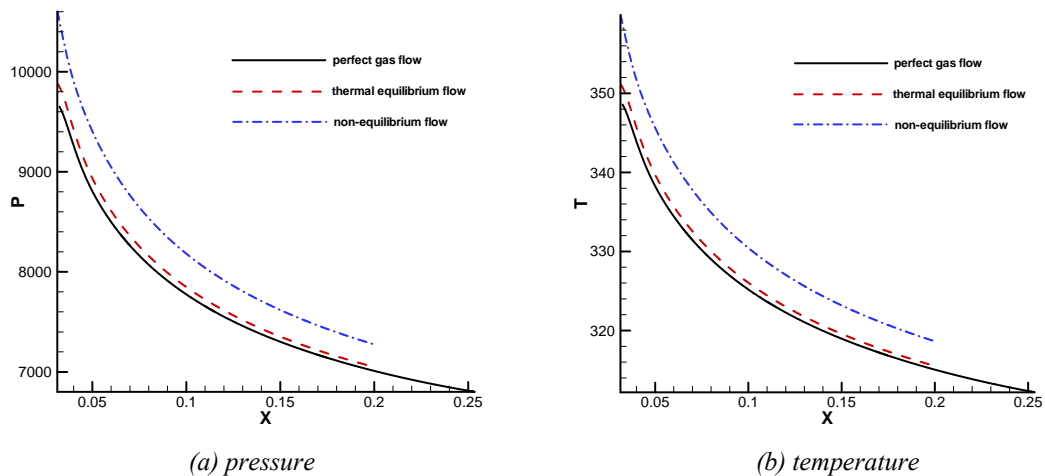 perfect gas flow
thermal equilibrium flow
non-equilibrium flow
P
10000
9000
8000
7000
0.05
0.1
0.15
0.2
0.25
X
(a) pressure
perfect gas flow
thermal equilibrium flow
non-equilibrium flow
T
350
340
330
320
0.05
0.1
0.15
0.2
0.25
X
(b) temperature